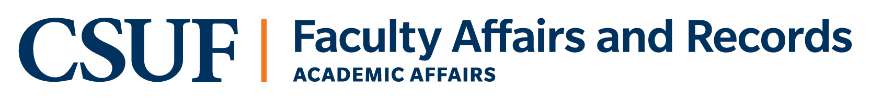 CSUF
Faculty Affairs and Records
ACADEMIC AFFAIRS